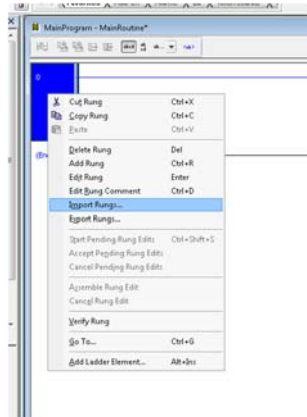 MainProgram - MainRoutine*
0
Cut Rung Ctrl+X
Copy Rung Ctrl+C
Paste Ctrl+V
Delete Rung Del
Add Rung Ctrl+R
Edit Rung Enter
Edit Rung Comment Ctrl+D
Import Rungs...
Export Rungs...
Start Pending Rung Edits Ctrl+Shift+S
Accept Pending Rung Edits
Cancel Pending Rung Edits
Assemble Rung Edit
Cancel Rung Edit
Verify Rung
Go To... Ctrl+G
Add Ladder Element... Alt+Ins